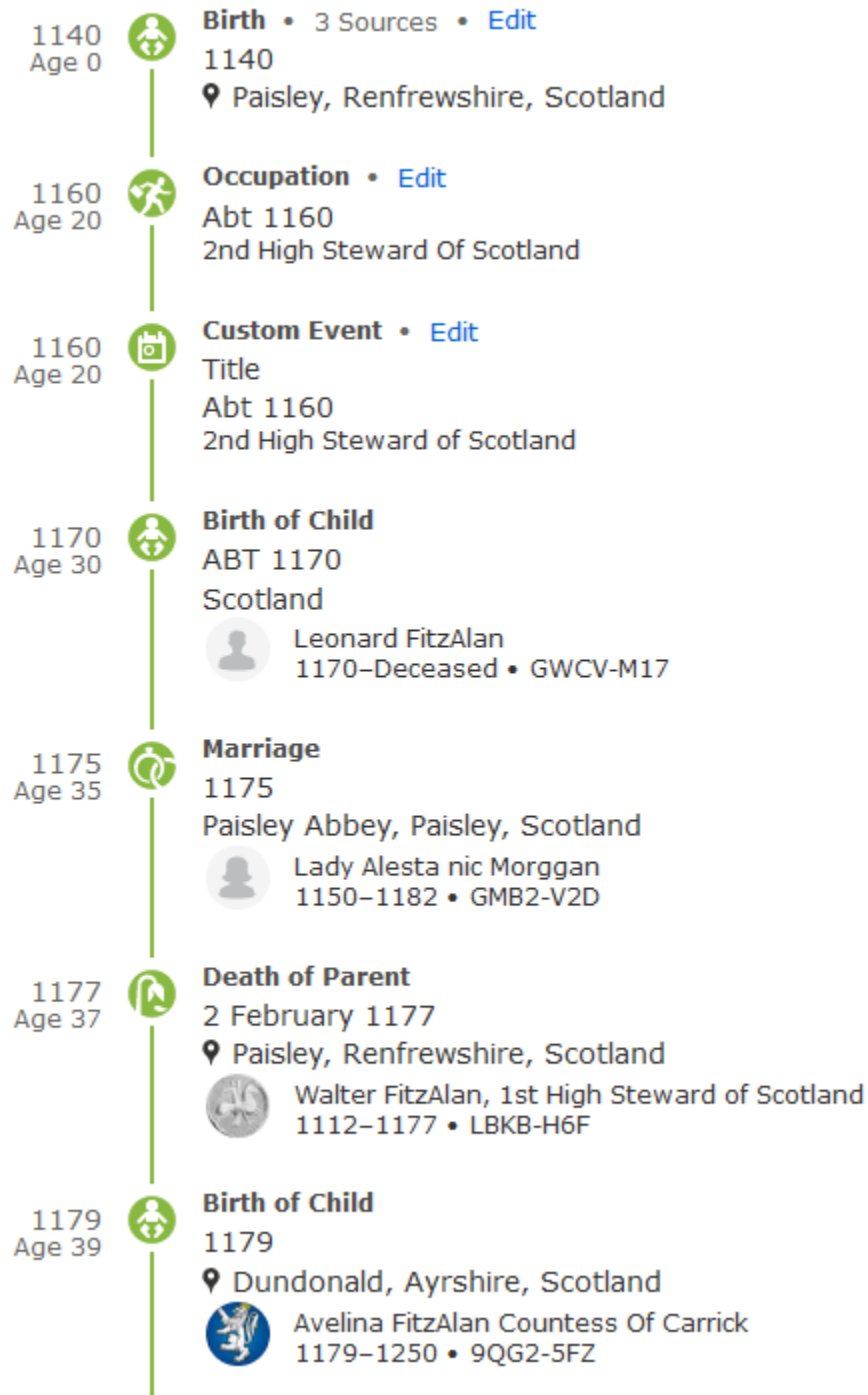 1140
Age 0
Birth • 3 Sources • Edit
1140
Paisley, Renfrewshire, Scotland
1160
Age 20
Occupation • Edit
Abt 1160
2nd High Steward Of Scotland
1160
Age 20
Custom Event • Edit
Title
Abt 1160
2nd High Steward of Scotland
1170
Age 30
Birth of Child
ABT 1170
Scotland
Leonard FitzAlan
1170–Deceased • GWCV-M17
1175
Age 35
Marriage
1175
Paisley Abbey, Paisley, Scotland
Lady Alesta nic Morggan
1150–1182 • GMB2-V2D
1177
Age 37
Death of Parent
2 February 1177
Paisley, Renfrewshire, Scotland
Walter FitzAlan, 1st High Steward of Scotland
1112–1177 • LBKB-H6F
1179
Age 39
Birth of Child
1179
Dundonald, Ayrshire, Scotland
Avelina FitzAlan Countess Of Carrick
1179–1250 • 9QG2-5FZ